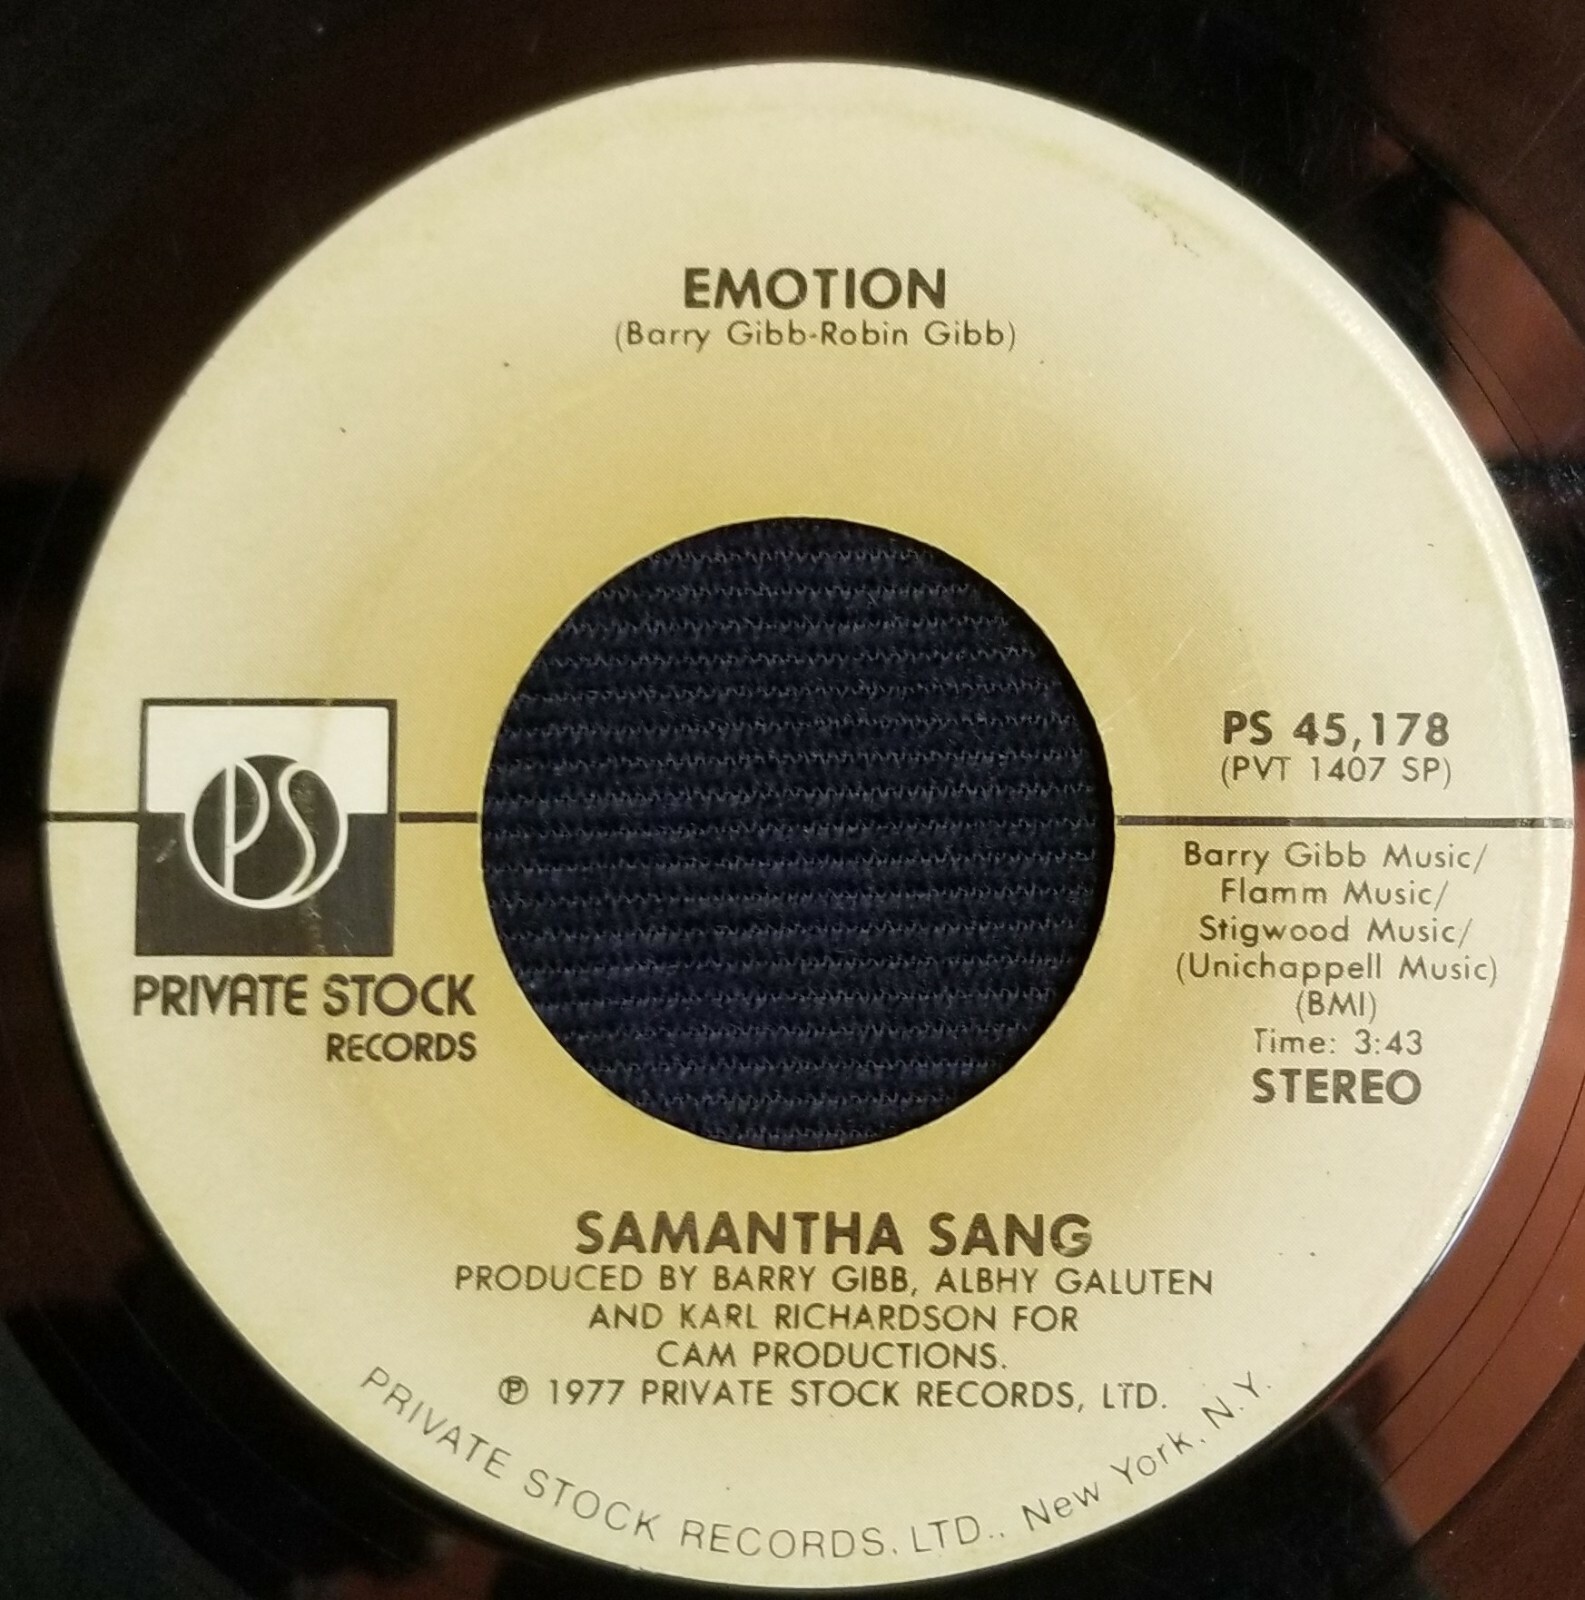 EMOTION
(Barry Gibb-Robin Gibb)
PS
PRIVATE STOCK
RECORDS
PS 45,178
(PVT 1407 SP)
Barry Gibb Music/
Flamm Music/
Stigwood Music/
(Unichappell Music)
(BMI)
Time: 3:43
STEREO
SAMANTHA SANG
PRODUCED BY BARRY GIBB, ALBHY GALUTEN
AND KARL RICHARDSON FOR
CAM PRODUCTIONS.
℗ 1977 PRIVATE STOCK RECORDS, LTD.
PRIVATE STOCK RECORDS, LTD., New York, N.Y.